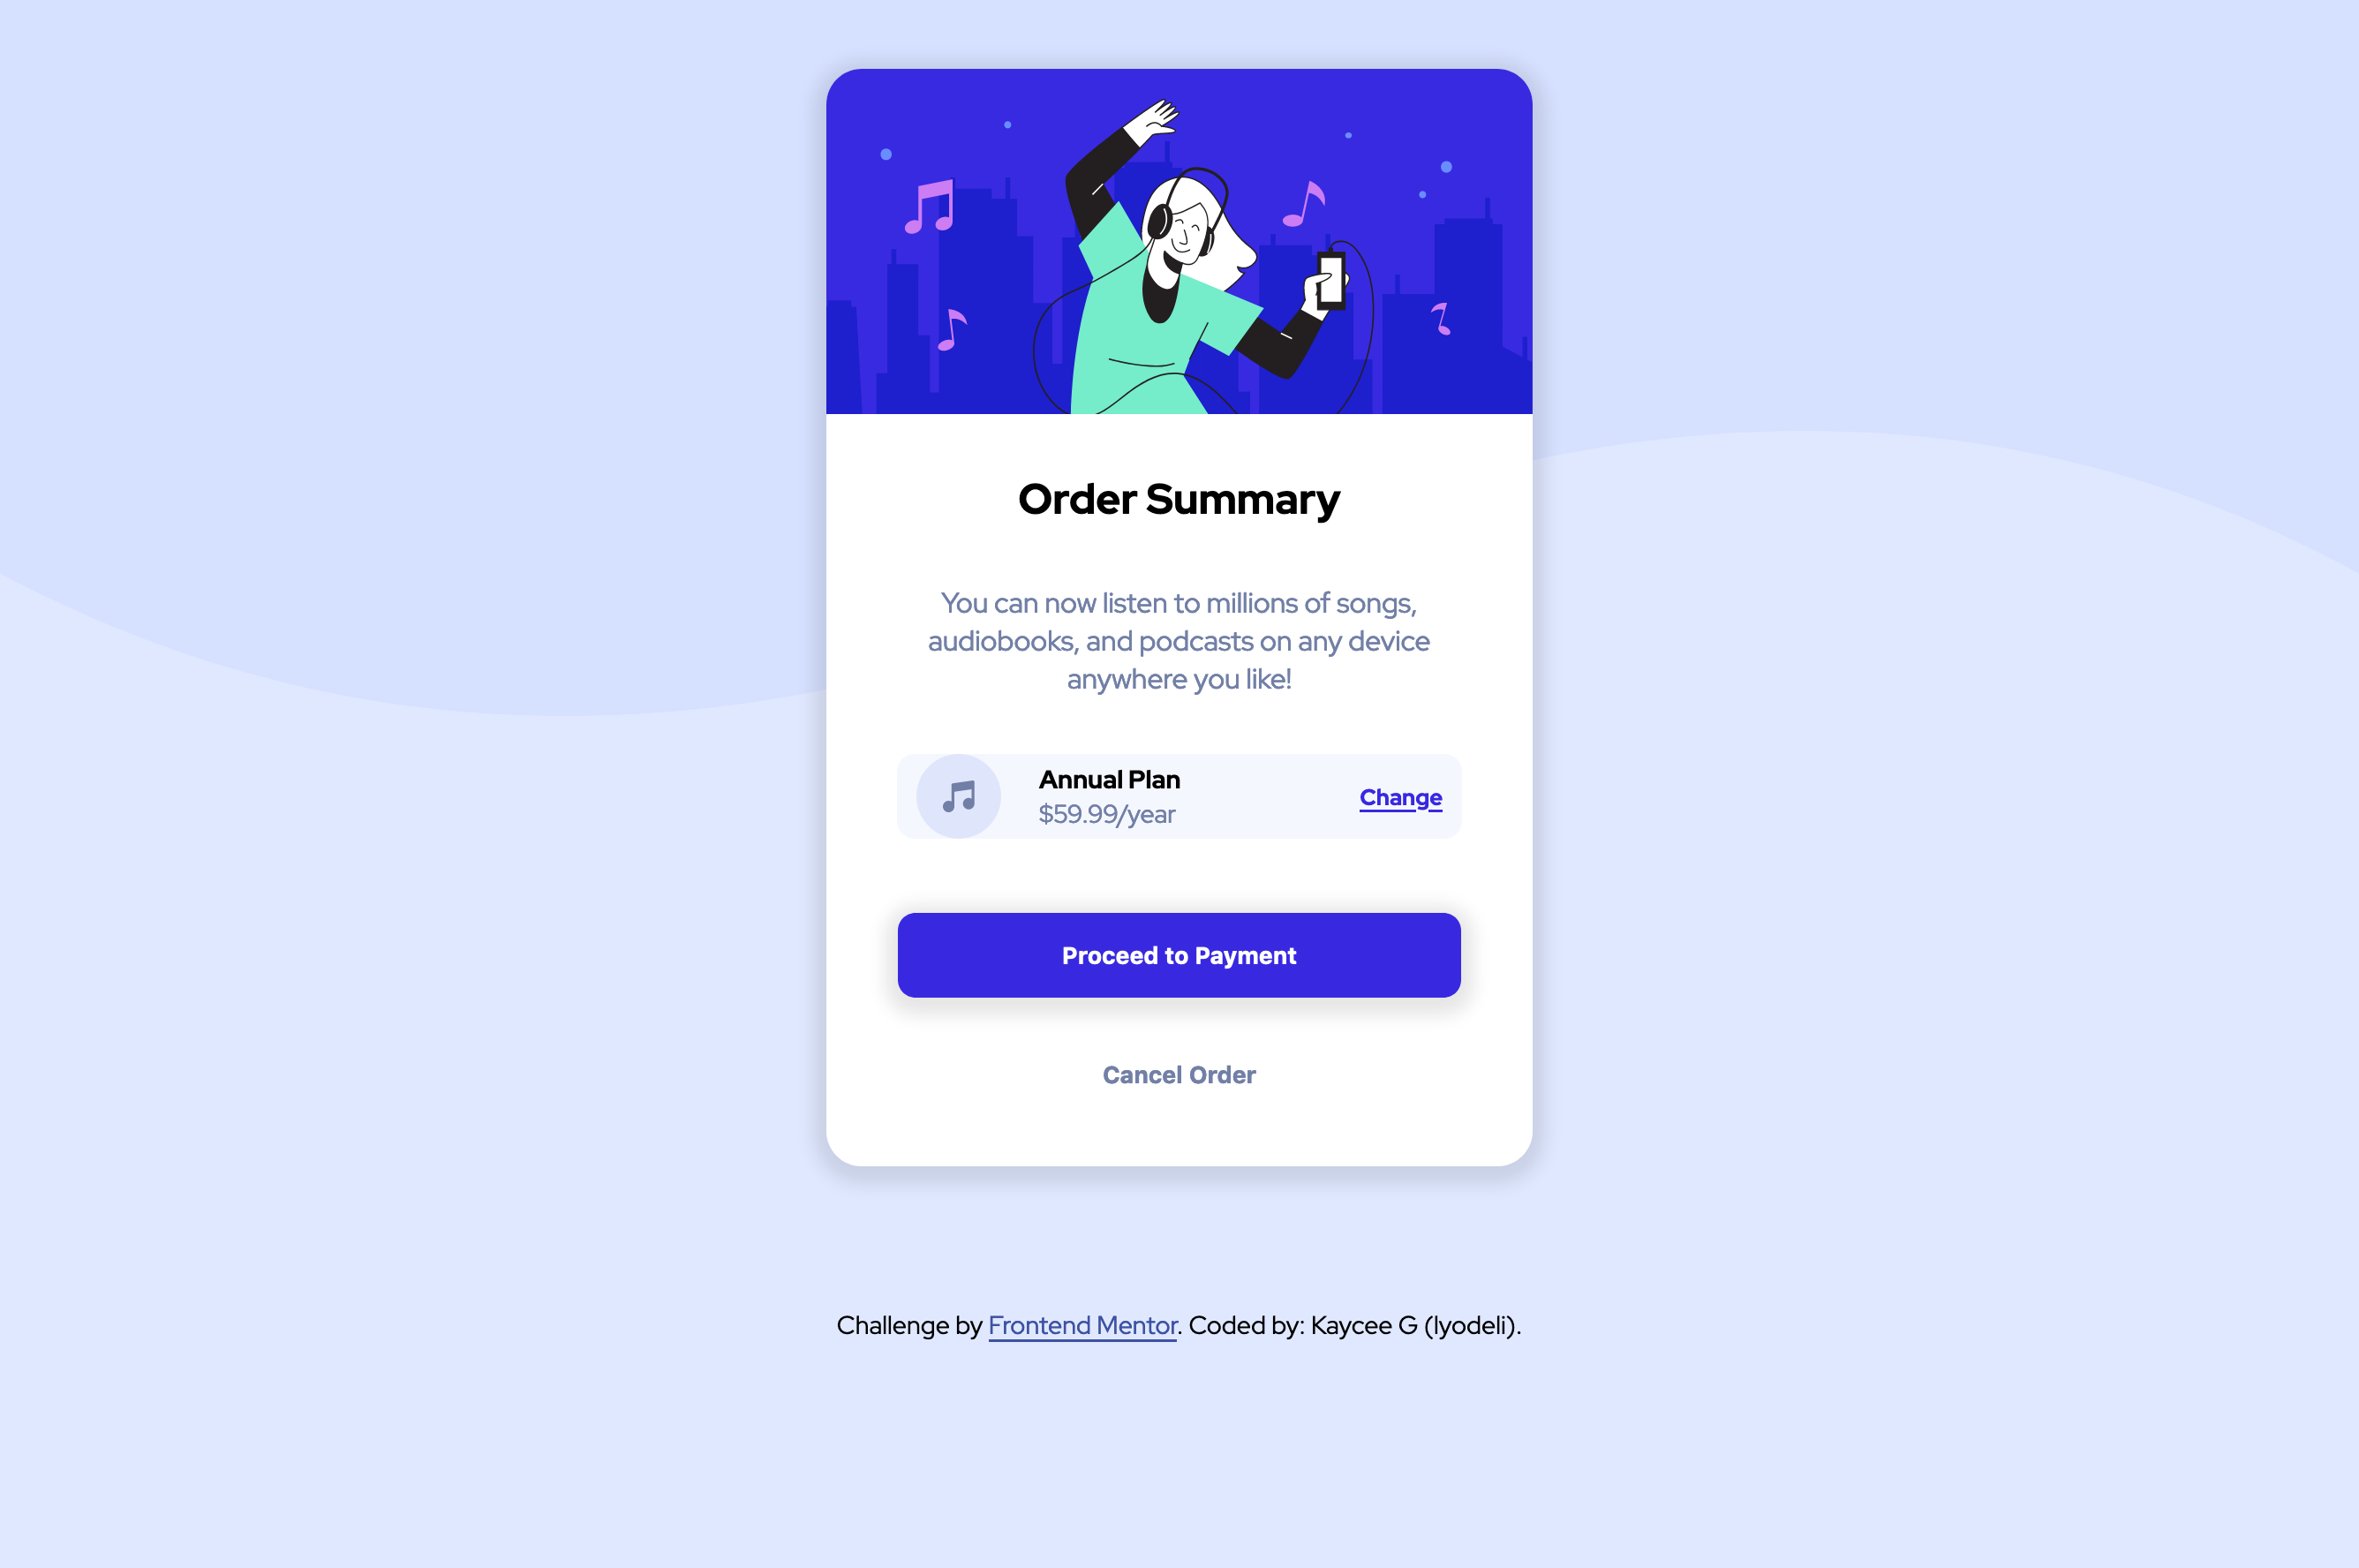 Order Summary
You can now listen to millions of songs,
audiobooks, and podcasts on any device
anywhere you like!
Annual Plan
$59.99/year
Change
Proceed to Payment
Cancel Order
Challenge by Frontend Mentor. Coded by: Kaycee G (lyodeli).